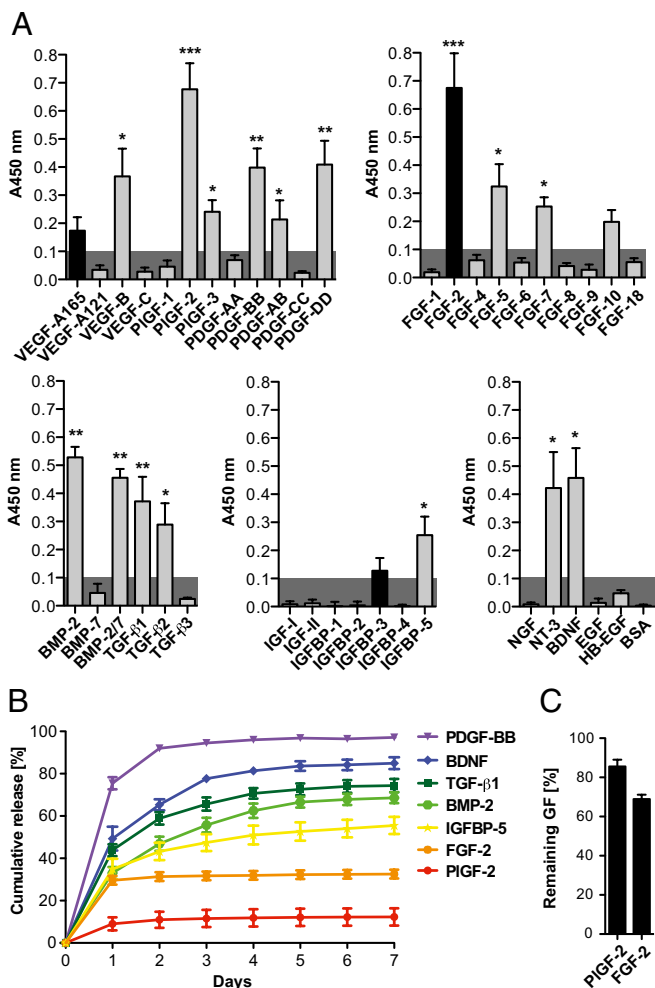 A
A450 nm
0.8
0.7
0.6
0.5
0.4
0.3
0.2
0.1
0.0
*
***
*
**
*
**
VEGF-A165
VEGF-A121
VEGF-B
VEGF-C
PlGF-1
PlGF-2
PlGF-3
PDGF-AA
PDGF-BB
PDGF-AB
PDGF-CC
PDGF-DD
A450 nm
0.8
0.7
0.6
0.5
0.4
0.3
0.2
0.1
0.0
***
*
*
FGF-1
FGF-2
FGF-4
FGF-5
FGF-6
FGF-7
FGF-8
FGF-9
FGF-10
FGF-18
A450 nm
0.8
0.7
0.6
0.5
0.4
0.3
0.2
0.1
0.0
**
**
**
*
BMP-2
BMP-7
BMP-2/7
TGF-β1
TGF-β2
TGF-β3
A450 nm
0.8
0.7
0.6
0.5
0.4
0.3
0.2
0.1
0.0
*
IGF-I
IGF-II
IGFBP-1
IGFBP-2
IGFBP-3
IGFBP-4
IGFBP-5
A450 nm
0.8
0.7
0.6
0.5
0.4
0.3
0.2
0.1
0.0
*
*
NGF
NT-3
BDNF
EGF
HB-EGF
BSA
B
Cumulative release [%]
100
80
60
40
20
0
0 1 2 3 4 5 6 7
Days
PDGF-BB
BDNF
TGF-β1
BMP-2
IGFBP-5
FGF-2
PlGF-2
C
Remaining GF [%]
100
80
60
40
20
0
PlGF-2
FGF-2